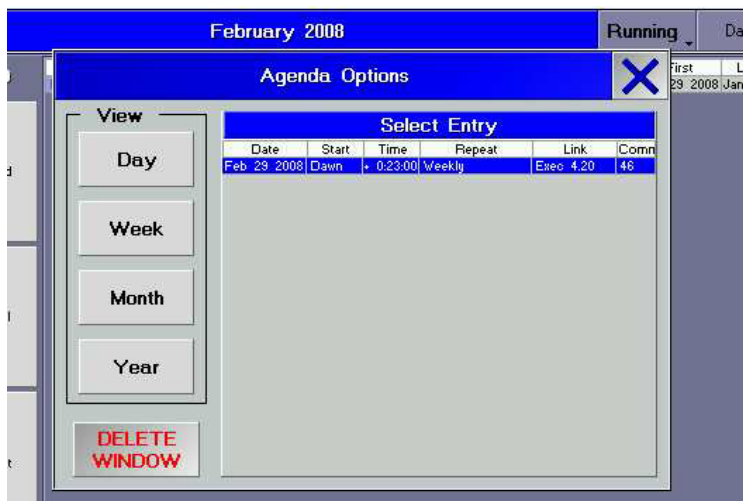 February 2008
Running
Da
First
29 2008 Jan
Agenda Options
View
Day
Week
Month
Year
DELETE
WINDOW
Select Entry
Date Start Time Repeat Link Comm
Feb 29 2008 Dawn + 0:23:00 Weekly Exec 4.20 46